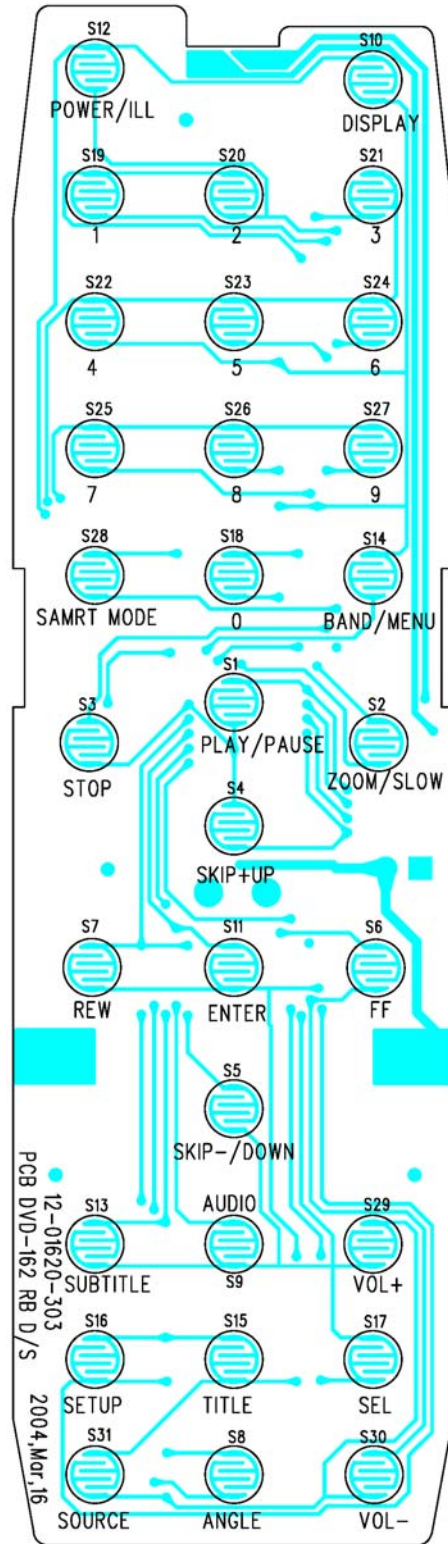 S12 S10
POWER/ILL DISPLAY
S19 S20 S21
1 2 3
S22 S23 S24
4 5 6
S25 S26 S27
7 8 9
S28 S18 S14
SAMRT MODE 0 BAND/MENU
S3 S1 S2
STOP PLAY/PAUSE ZOOM/SLOW
S4
SKIP+UP
S7 S11 S6
REW ENTER FF
S5
SKIP-/DOWN
S13 AUDIO S29
SUBTITLE S9 VOL+
S16 S15 S17
SETUP TITLE SEL
S31 S8 S30
SOURCE ANGLE VOL-
12-01620-303
PCB DVD-162 RB D/S 2004,Mar,16